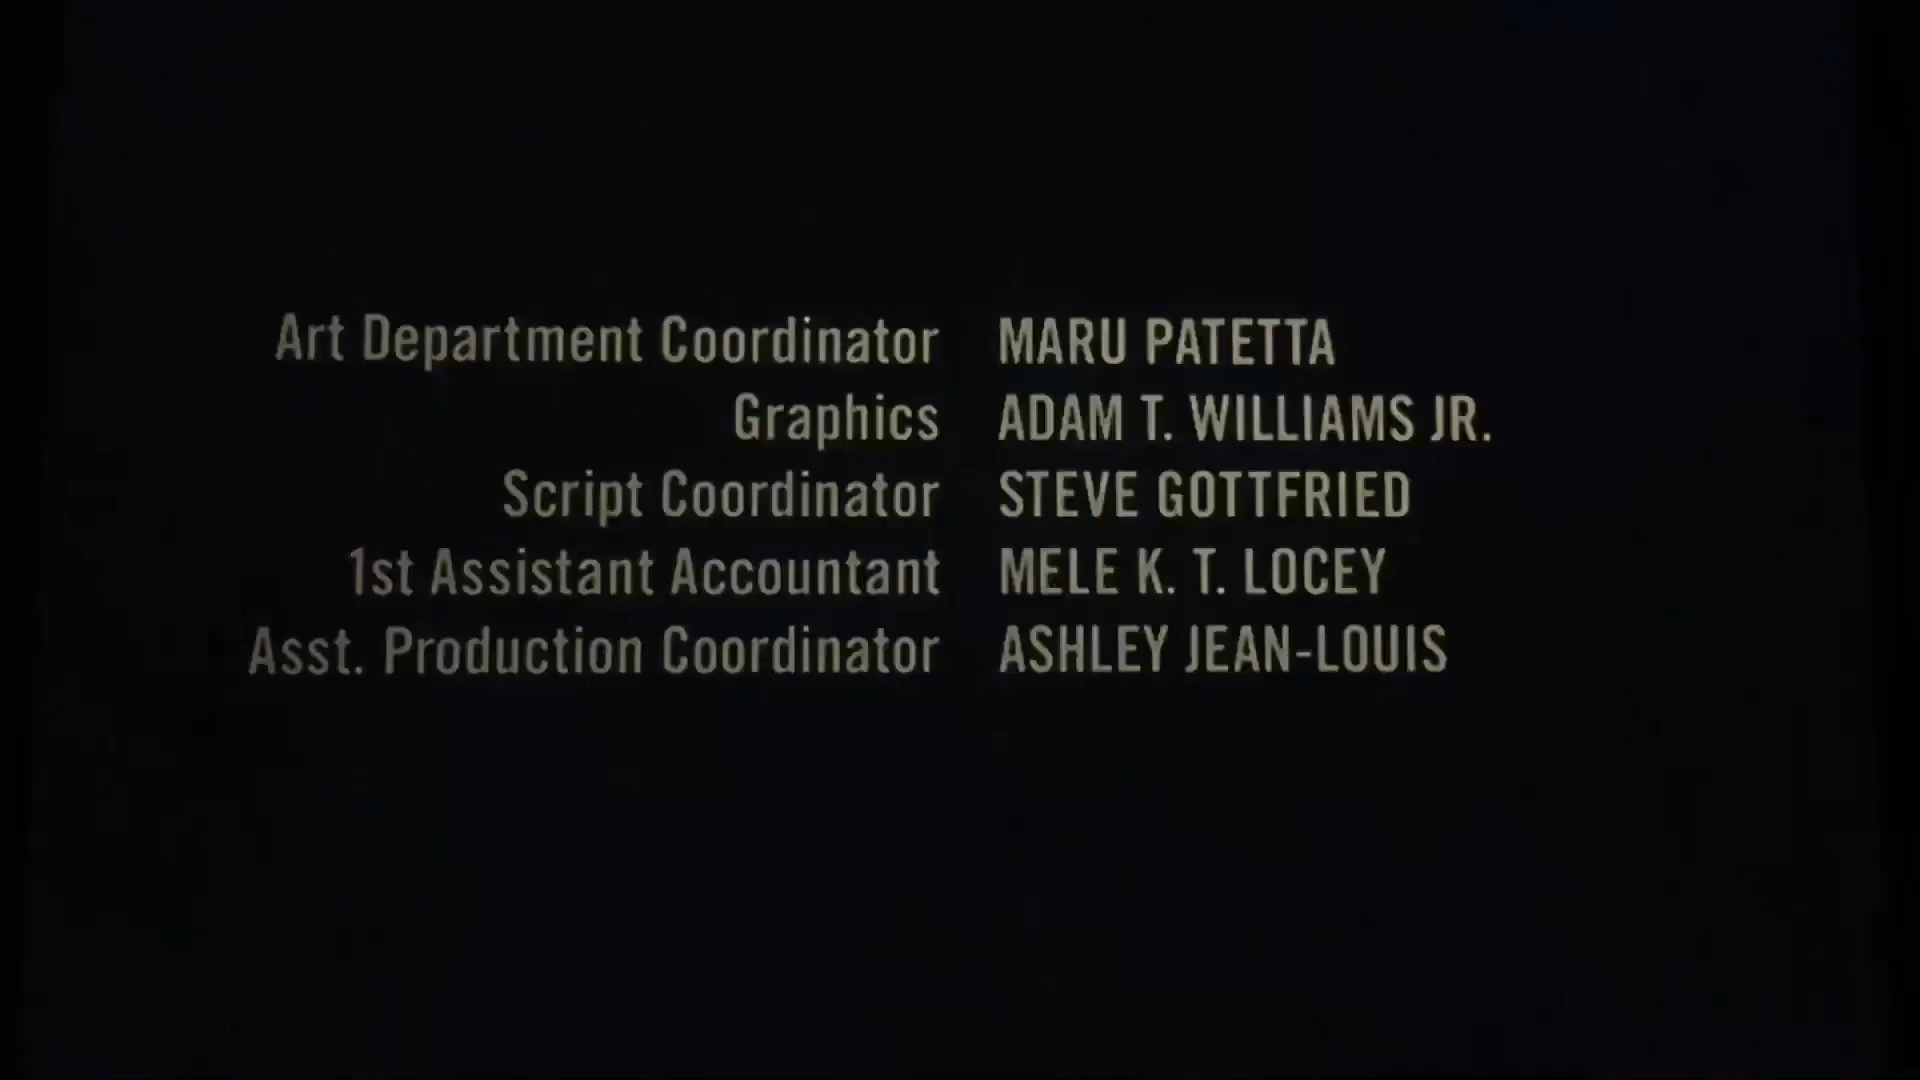 Art Department Coordinator MARU PATETTA
Graphics ADAM T. WILLIAMS JR.
Script Coordinator STEVE GOTTFRIED
1st Assistant Accountant MELE K. T. LOCEY
Asst. Production Coordinator ASHLEY JEAN-LOUIS